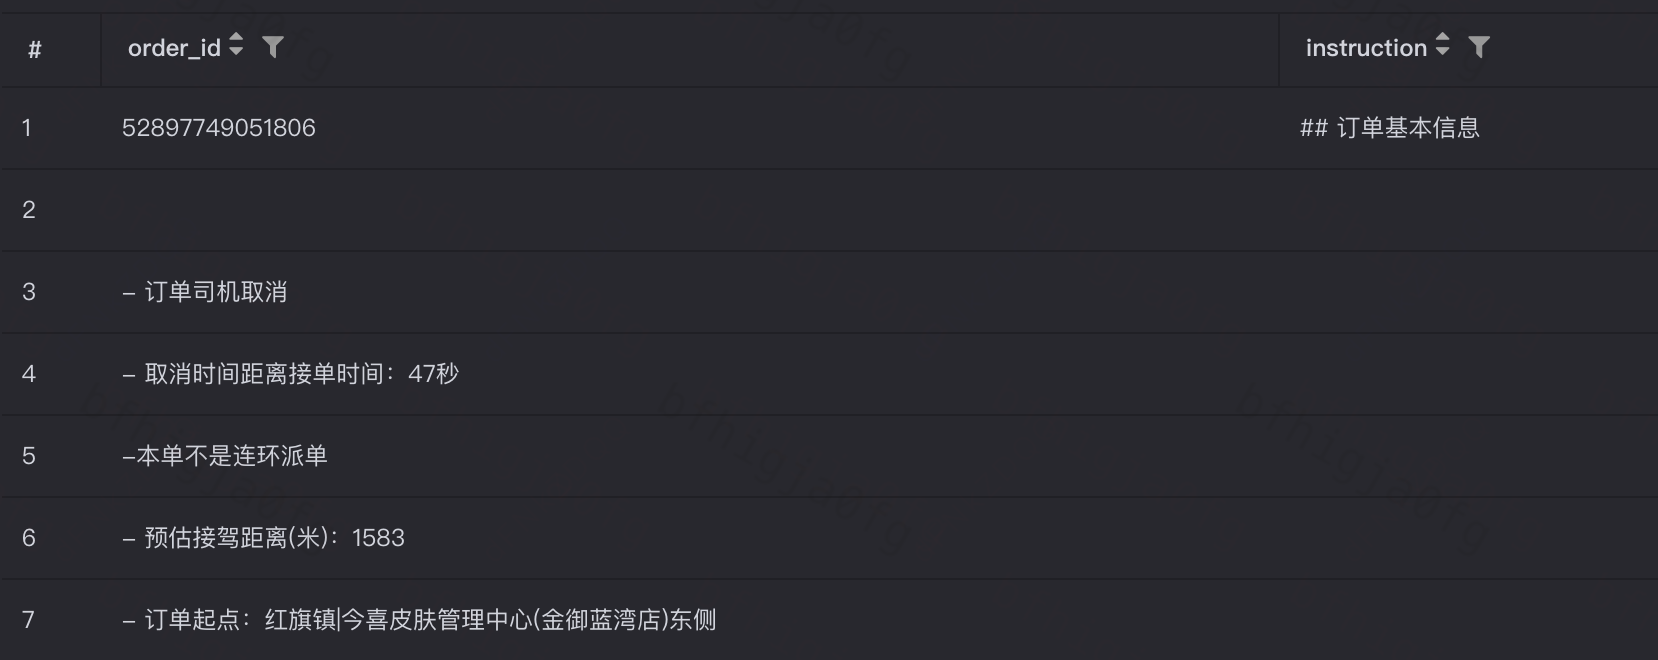 # order_id instruction
1 52897749051806 ## 订单基本信息
2
3 - 订单司机取消
4 - 取消时间距离接单时间：47秒
5 -本单不是连环派单
6 - 预估接驾距离(米)：1583
7 - 订单起点：红旗镇|今喜皮肤管理中心(金御蓝湾店)东侧